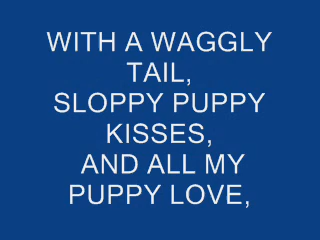 WITH A WAGGLY
TAIL,
SLOPPY PUPPY
KISSES,
AND ALL MY
PUPPY LOVE,